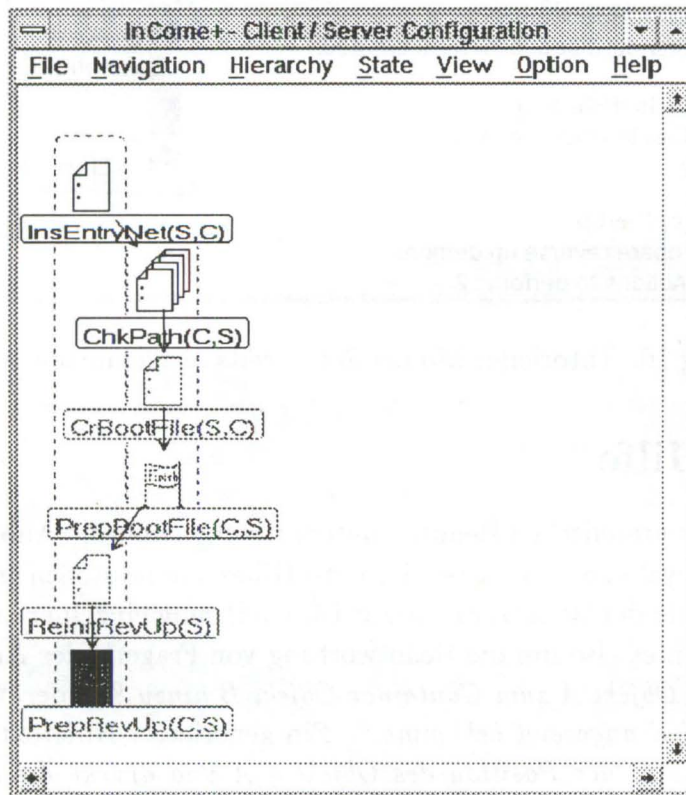 InCome+ - Client / Server Configuration
File Navigation Hierarchy State View Option Help
InsEntryNet(S,C)
ChkPath(C,S)
CrBootFile(S,C)
PrepBootFile(C,S)
ReinitRevUp(S)
PrepRevUp(C,S)